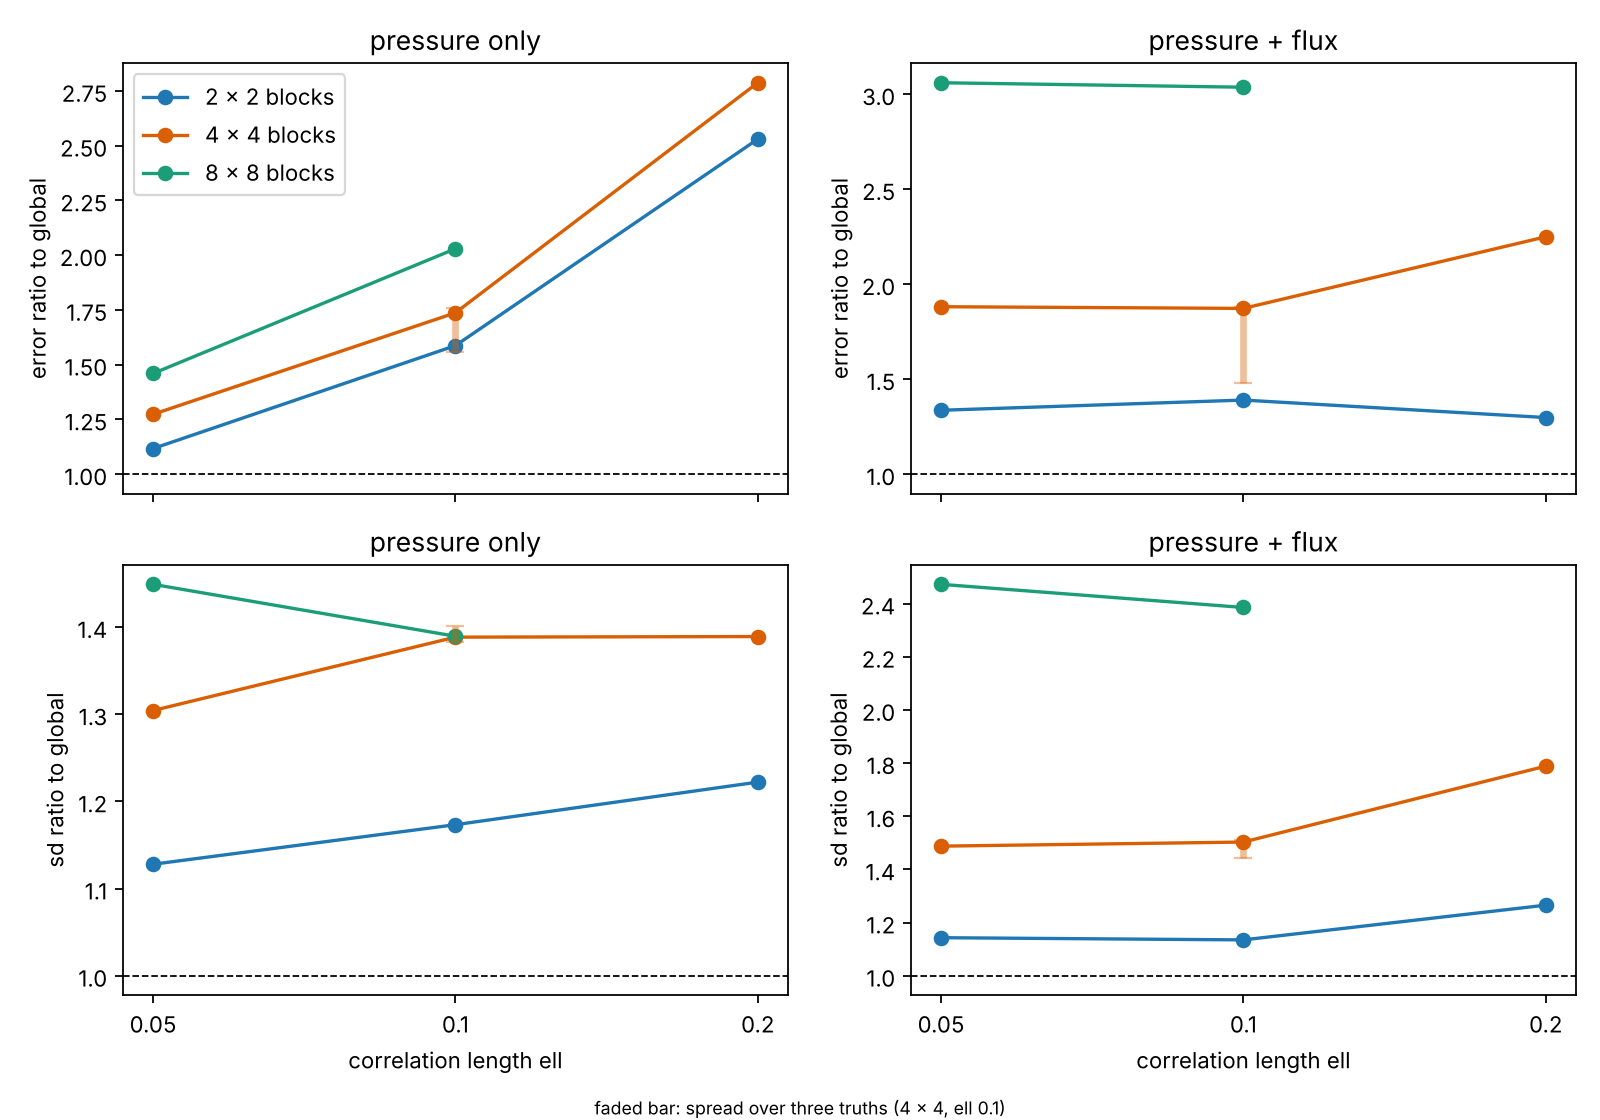 pressure only
error ratio to global
2.75
2.50
2.25
2.00
1.75
1.50
1.25
1.00
2 × 2 blocks
4 × 4 blocks
8 × 8 blocks
pressure + flux
error ratio to global
3.0
2.5
2.0
1.5
1.0
pressure only
sd ratio to global
1.4
1.3
1.2
1.1
1.0
0.05
0.1
0.2
correlation length ell
pressure + flux
sd ratio to global
2.4
2.2
2.0
1.8
1.6
1.4
1.2
1.0
0.05
0.1
0.2
correlation length ell
faded bar: spread over three truths (4 × 4, ell 0.1)